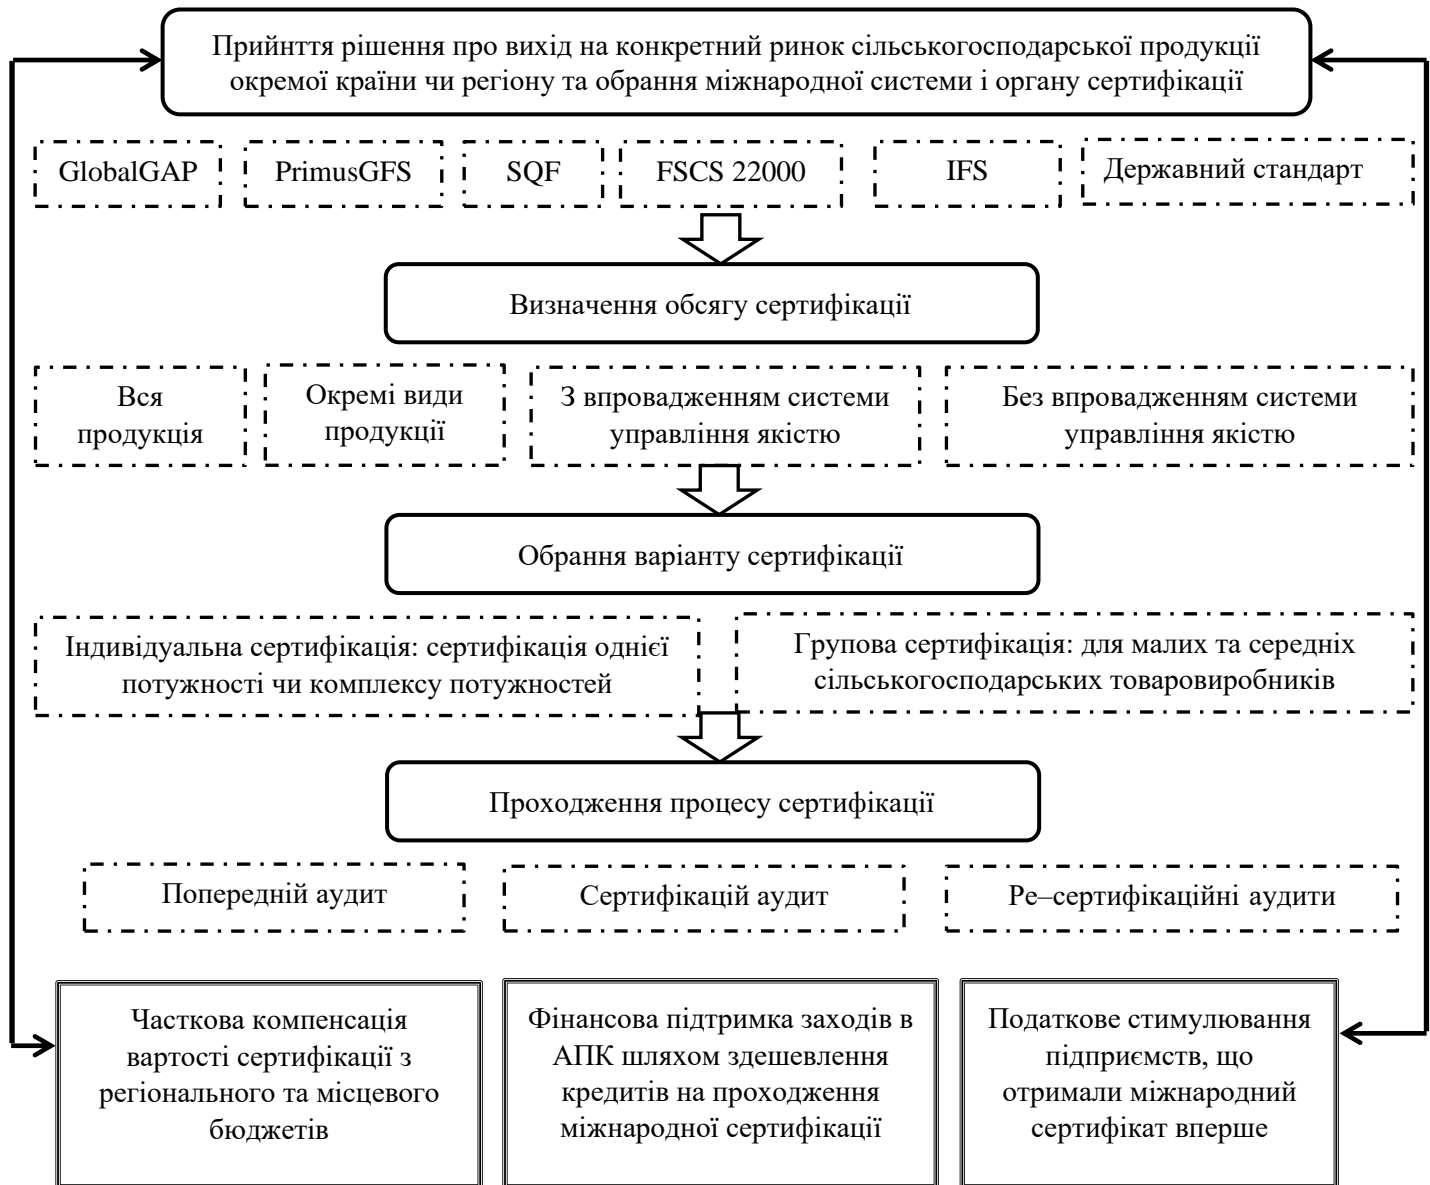 Прийнття рішення про вихід на конкретний ринок сільськогосподарської продукції
окремої країни чи регіону та обрання міжнародної системи і органу сертифікації
GlobalGAP
PrimusGFS
SQF
FSCS 22000
IFS
Державний стандарт
Визначення обсягу сертифікації
Вся
продукція
Окремі види
продукції
З впровадженням системи
управління якістю
Без впровадженням системи
управління якістю
Обрання варіанту сертифікації
Індивідуальна сертифікація: сертифікація однієї
потужності чи комплексу потужностей
Групова сертифікація: для малих та середніх
сільськогосподарських товаровиробників
Проходження процесу сертифікації
Попередній аудит
Сертифікацій аудит
Ре–сертифікаційні аудити
Часткова компенсація
вартості сертифікації з
регіонального та місцевого
бюджетів
Фінансова підтримка заходів в
АПК шляхом здешевлення
кредитів на проходження
міжнародної сертифікації
Податкове стимулювання
підприємств, що
отримали міжнародний
сертифікат вперше